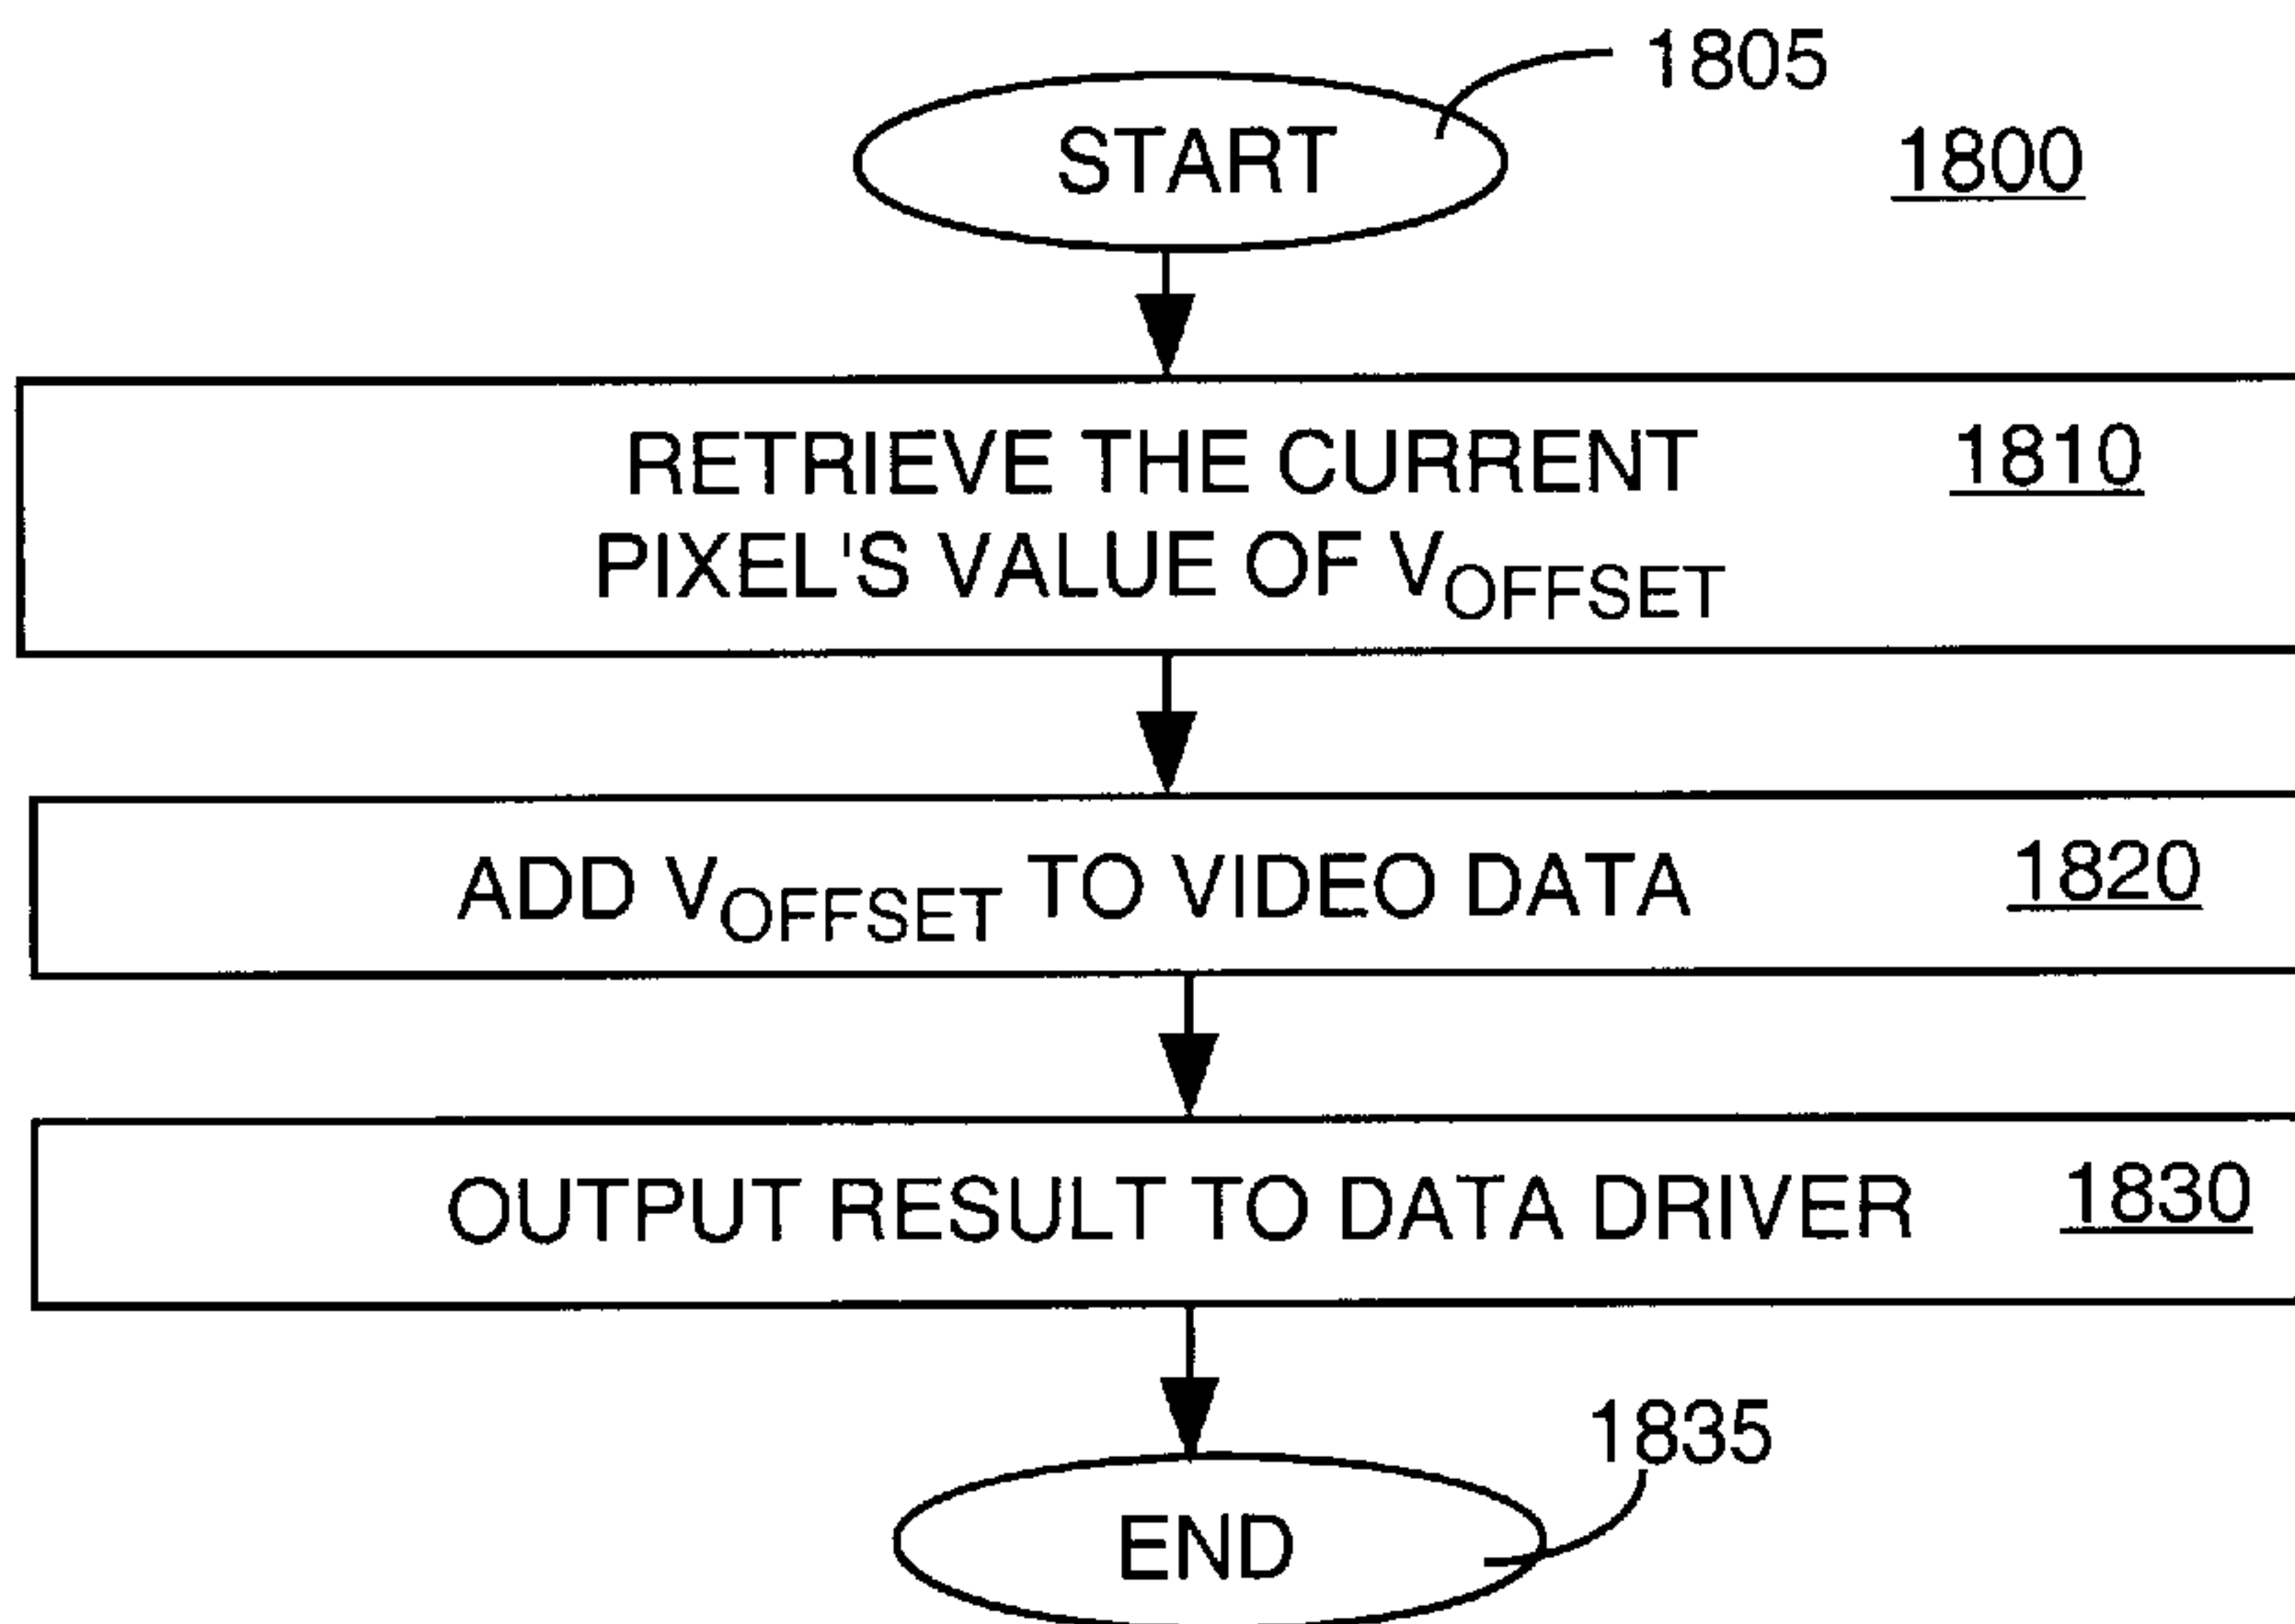 1805
START
1800
RETRIEVE THE CURRENT 1810
PIXEL'S VALUE OF VOFFSET
ADD VOFFSET TO VIDEO DATA 1820
OUTPUT RESULT TO DATA DRIVER 1830
1835
END